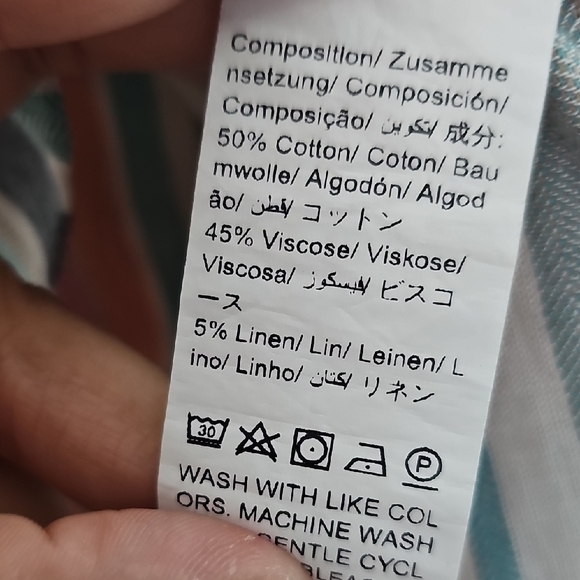 Composition/ Zusamme
nsetzung/ Composición/
Composição/ تكوين/ 成分:
50% Cotton/ Coton/ Bau
mwolle/ Algodón/ Algod
ão/ قطن/ コットン
45% Viscose/ Viskose/
Viscosa/ فيسكوز/ ビスコ
ース
5% Linen/ Lin/ Leinen/ L
ino/ Linho/ كتان/ リネン
30
P
WASH WITH LIKE COL
ORS. MACHINE WASH
GENTLE CYCL